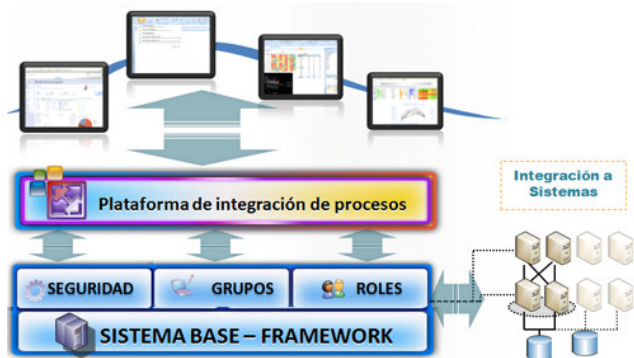 Plataforma de integración de procesos
Integración a
Sistemas
SEGURIDAD
GRUPOS
ROLES
SISTEMA BASE – FRAMEWORK